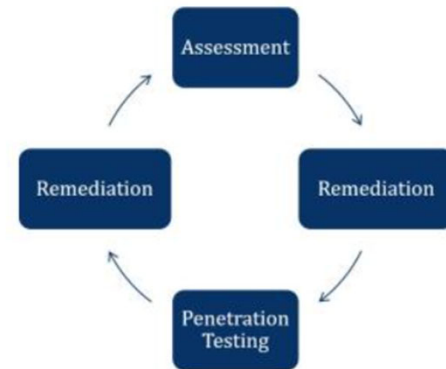 Assessment
Remediation
Remediation
Penetration
Testing